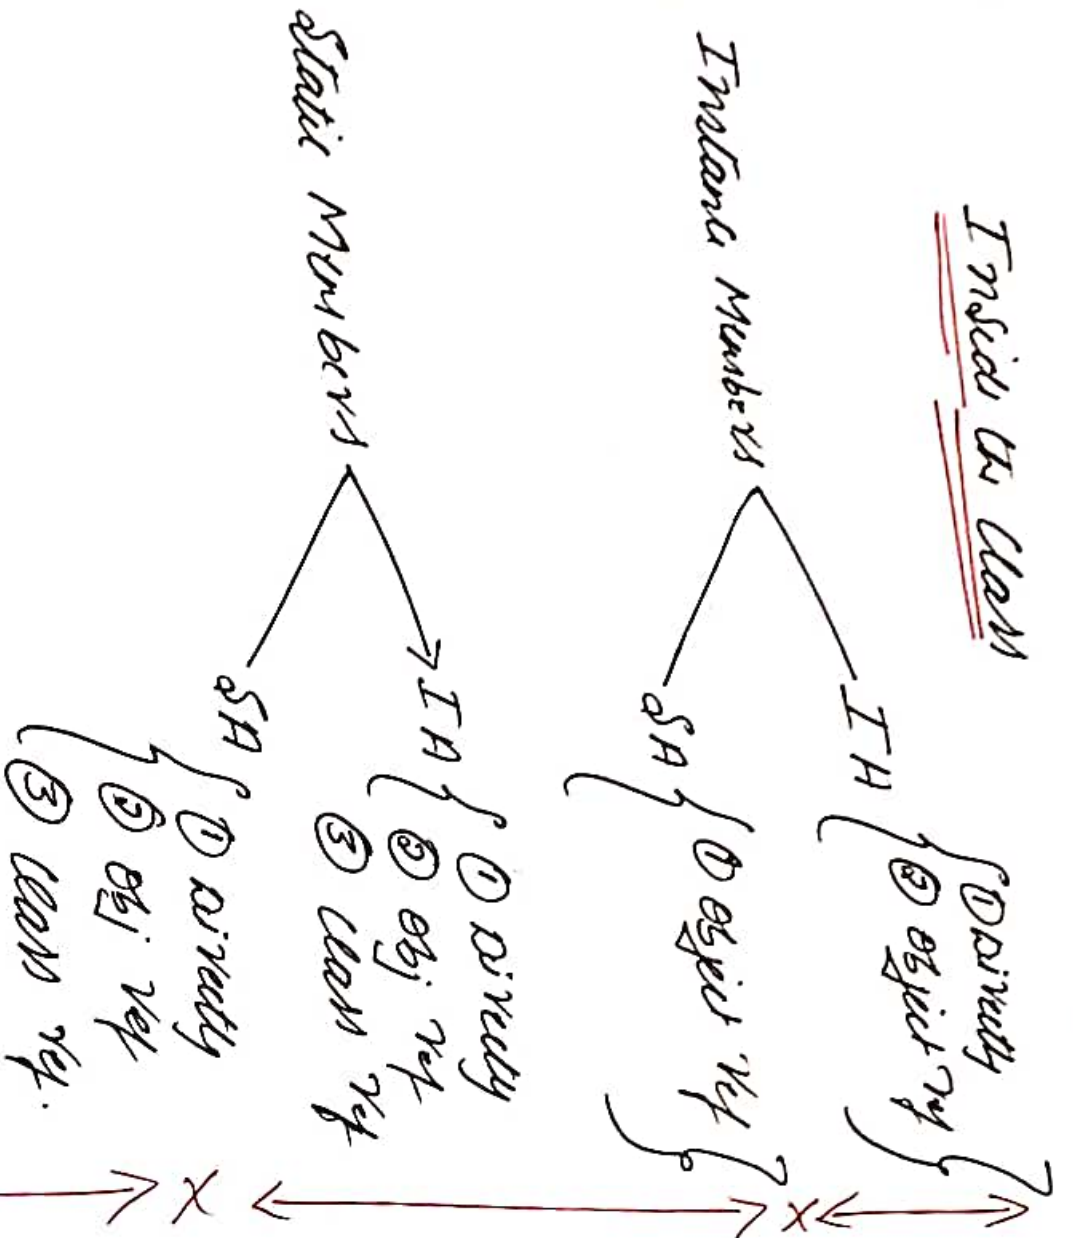 Inside the Class
Instance Members
IA
① Directly
② Object ref
SA
① Object ref
Static Members
IA
① Directly
② Obj ref
③ Class ref
SA
① Directly
② Obj ref
③ Class ref.
x
x